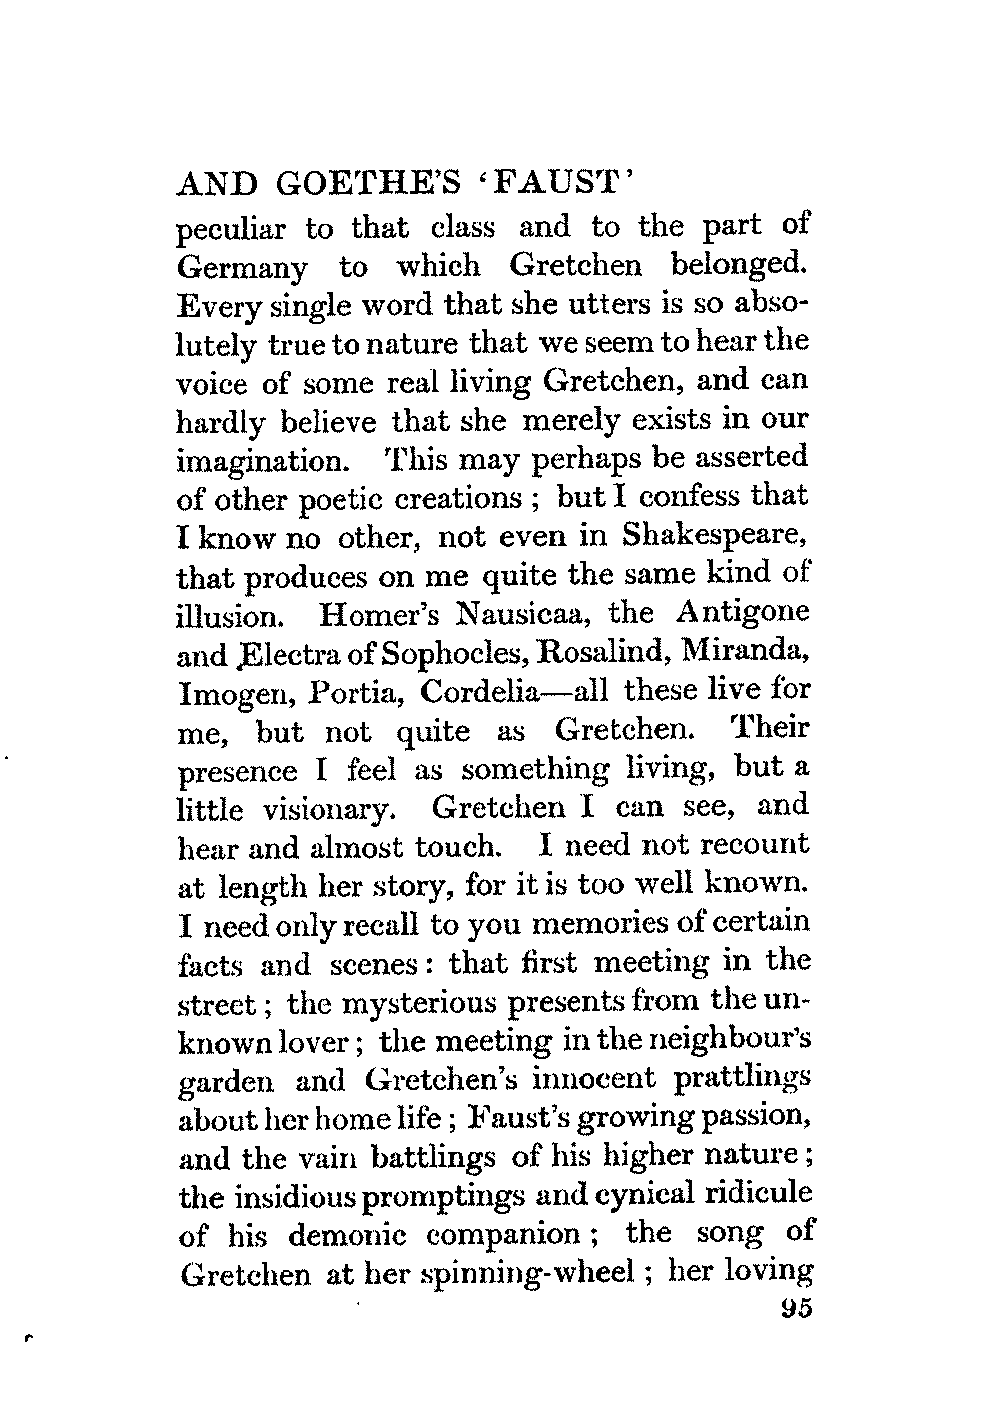 AND GOETHE'S 'FAUST'
peculiar to that class and to the part of
Germany to which Gretchen belonged.
Every single word that she utters is so abso-
lutely true to nature that we seem to hear the
voice of some real living Gretchen, and can
hardly believe that she merely exists in our
imagination. This may perhaps be asserted
of other poetic creations ; but I confess that
I know no other, not even in Shakespeare,
that produces on me quite the same kind of
illusion. Homer's Nausicaa, the Antigone
and Electra of Sophocles, Rosalind, Miranda,
Imogen, Portia, Cordelia—all these live for
me, but not quite as Gretchen. Their
presence I feel as something living, but a
little visionary. Gretchen I can see, and
hear and almost touch. I need not recount
at length her story, for it is too well known.
I need only recall to you memories of certain
facts and scenes : that first meeting in the
street ; the mysterious presents from the un-
known lover ; the meeting in the neighbour's
garden and Gretchen's innocent prattlings
about her home life ; Faust's growing passion,
and the vain battlings of his higher nature ;
the insidious promptings and cynical ridicule
of his demonic companion ; the song of
Gretchen at her spinning-wheel ; her loving
95